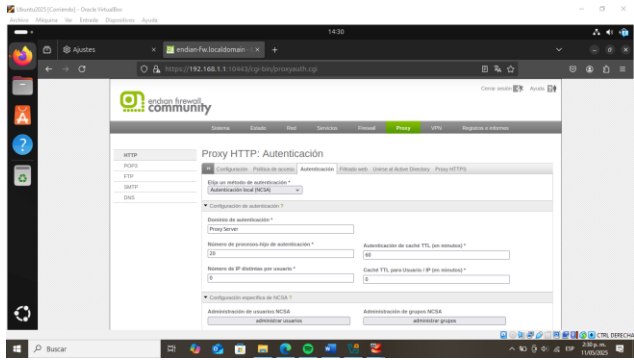 Ubuntu2025 [Corriendo] - Oracle VirtualBox
Archivo Máquina Ver Entrada Dispositivos Ayuda
14:30
Ajustes
endian-fw.localdomain -
https://192.168.1.1:10443/cgi-bin/proxyauth.cgi
Cerrar sesión Ayuda
endian firewall
community
Sistema Estado Red Servicios Firewall Proxy VPN Registros e informes
HTTP
POP3
FTP
SMTP
DNS
Proxy HTTP: Autenticación
Configuración Política de acceso Autenticación Filtrado web Unirse al Active Directory Proxy HTTPS
Elija un método de autenticación *
Autenticación local (NCSA)
Configuración de autenticación ?
Dominio de autenticación *
Proxy Server
Número de procesos-hijo de autenticación * Autenticación de caché TTL (en minutos) *
20 60
Número de IP distintas por usuario * Caché TTL para Usuario / IP (en minutos) *
0 0
Configuración específica de NCSA ?
Administración de usuarios NCSA Administración de grupos NCSA
administrar usuarios administrar grupos
CTRL DERECHA
Buscar
ESP
2:30 p. m.
11/05/2025